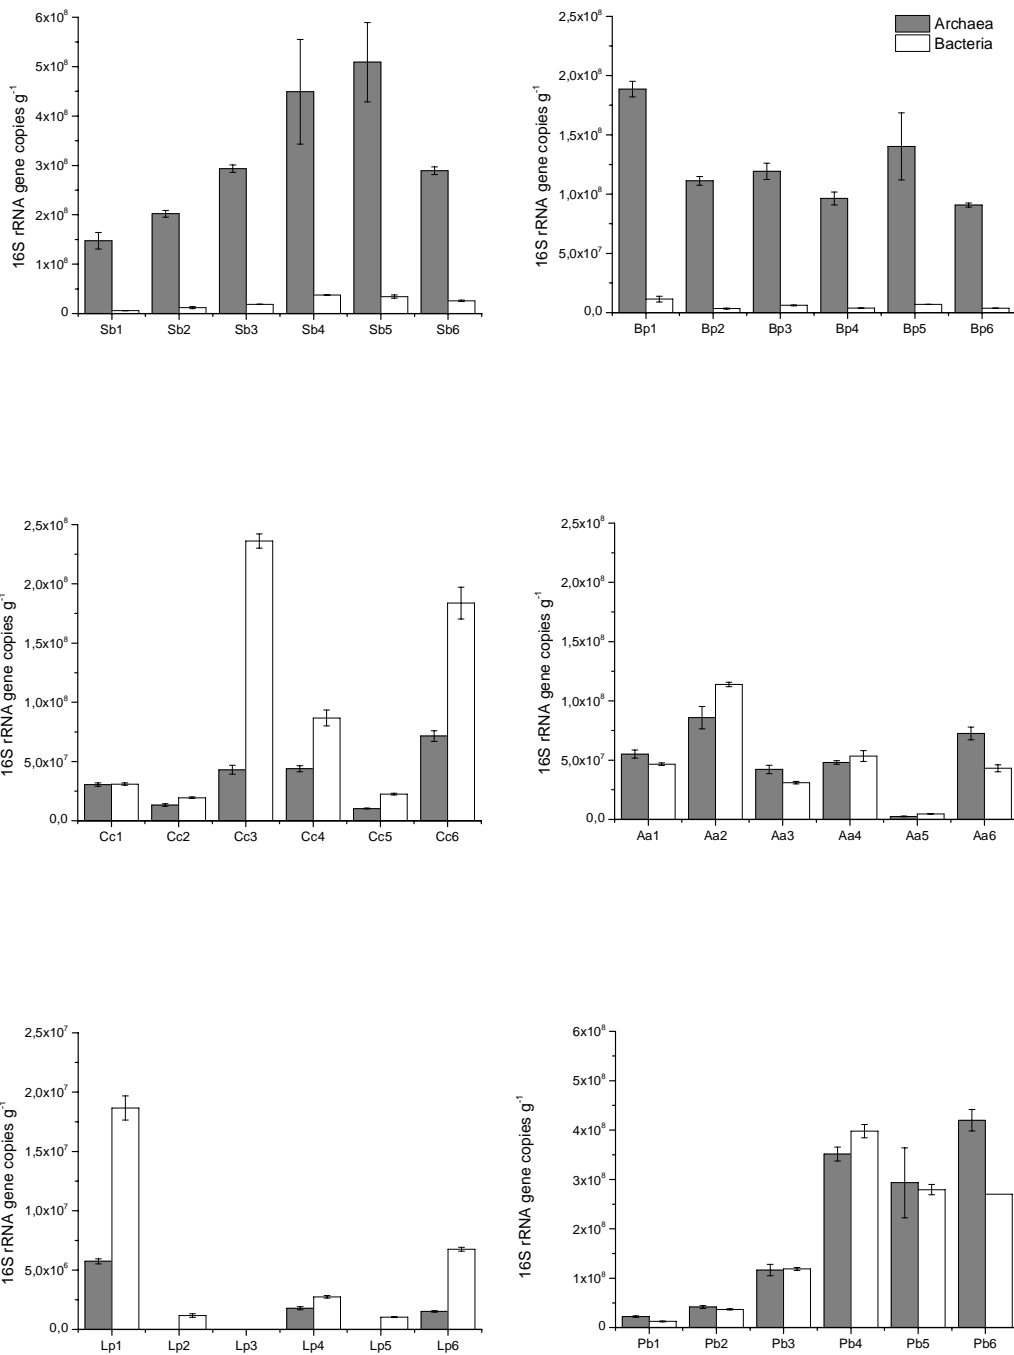 16S rRNA gene copies g⁻¹
6x10⁸
5x10⁸
4x10⁸
3x10⁸
2x10⁸
1x10⁸
0
Sb1 Sb2 Sb3 Sb4 Sb5 Sb6
Archaea
Bacteria
16S rRNA gene copies g⁻¹
2,5x10⁸
2,0x10⁸
1,5x10⁸
1,0x10⁸
5,0x10⁷
0,0
Bp1 Bp2 Bp3 Bp4 Bp5 Bp6
16S rRNA gene copies g⁻¹
2,5x10⁸
2,0x10⁸
1,5x10⁸
1,0x10⁸
5,0x10⁷
0,0
Cc1 Cc2 Cc3 Cc4 Cc5 Cc6
16S rRNA gene copies g⁻¹
2,5x10⁸
2,0x10⁸
1,5x10⁸
1,0x10⁸
5,0x10⁷
0,0
Aa1 Aa2 Aa3 Aa4 Aa5 Aa6
16S rRNA gene copies g⁻¹
2,5x10⁷
2,0x10⁷
1,5x10⁷
1,0x10⁷
5,0x10⁶
0,0
Lp1 Lp2 Lp3 Lp4 Lp5 Lp6
16S rRNA gene copies g⁻¹
6x10⁸
5x10⁸
4x10⁸
3x10⁸
2x10⁸
1x10⁸
0
Pb1 Pb2 Pb3 Pb4 Pb5 Pb6